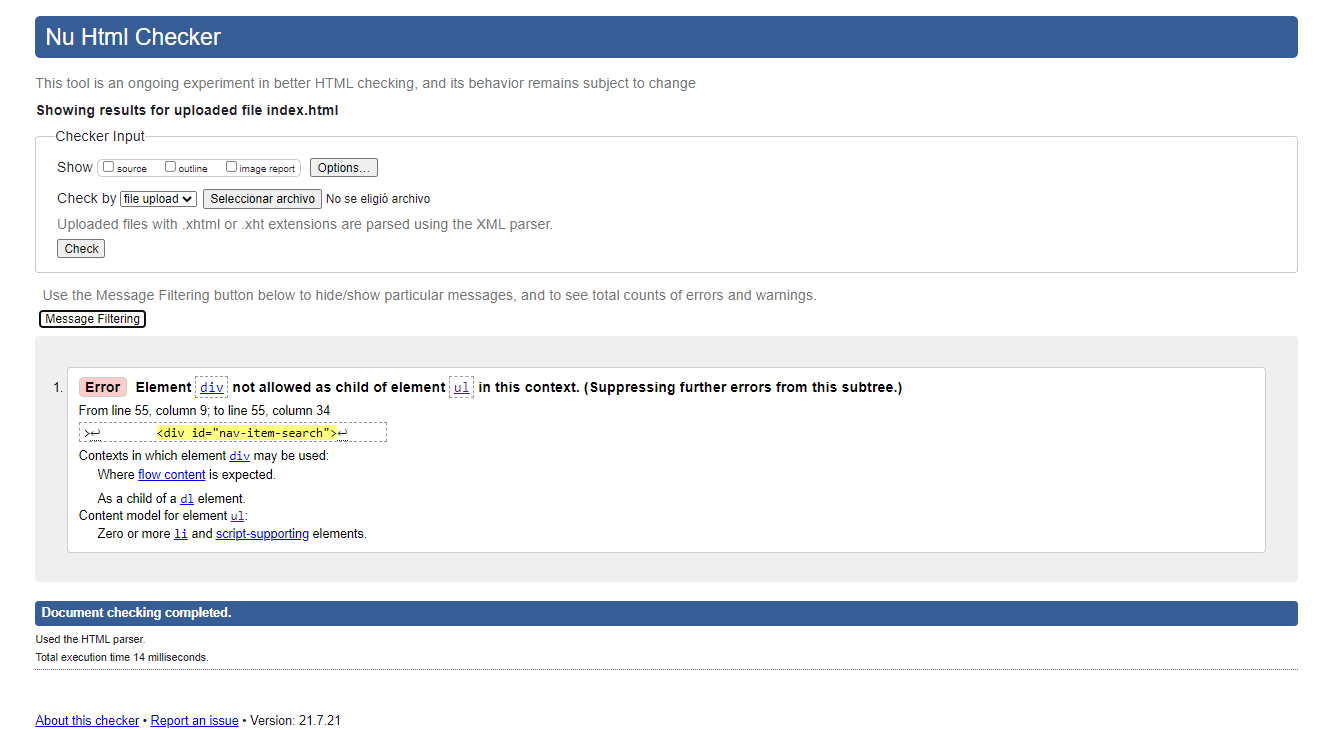 Nu Html Checker
This tool is an ongoing experiment in better HTML checking, and its behavior remains subject to change
Showing results for uploaded file index.html
Checker Input
Show source outline image report Options...
Check by file upload Seleccionar archivo No se eligió archivo
Uploaded files with .xhtml or .xht extensions are parsed using the XML parser.
Check
Use the Message Filtering button below to hide/show particular messages, and to see total counts of errors and warnings.
Message Filtering
1. Error Element div not allowed as child of element ul in this context. (Suppressing further errors from this subtree.)
From line 55, column 9; to line 55, column 34
>↩ <div id="nav-item-search">↩
Contexts in which element div may be used:
Where flow content is expected.
As a child of a dl element.
Content model for element ul:
Zero or more li and script-supporting elements.
Document checking completed.
Used the HTML parser.
Total execution time 14 milliseconds.
About this checker • Report an issue • Version: 21.7.21